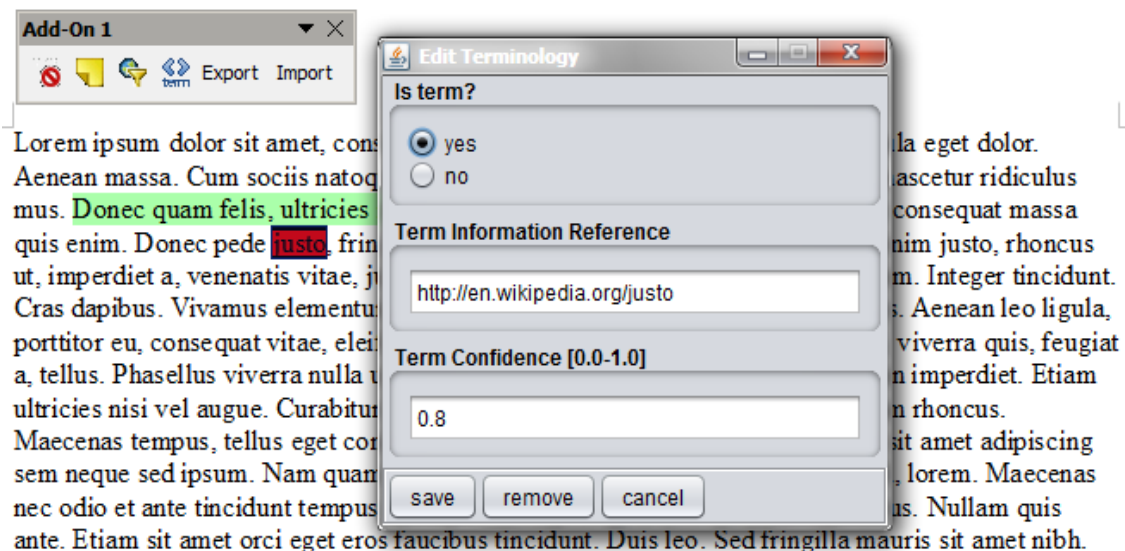 Add-On 1
term Export Import
Edit Terminology
Is term?
yes
no
Term Information Reference
http://en.wikipedia.org/justo
Term Confidence [0.0-1.0]
0.8
save remove cancel
Lorem ipsum dolor sit amet, cons la eget dolor.
Aenean massa. Cum sociis natoq ascetur ridiculus
mus. Donec quam felis, ultricies consequat massa
quis enim. Donec pede justo, frin nim justo, rhoncus
ut, imperdiet a, venenatis vitae, ju m. Integer tincidunt.
Cras dapibus. Vivamus elementu s. Aenean leo ligula,
porttitor eu, consequat vitae, elei viverra quis, feugiat
a, tellus. Phasellus viverra nulla u n imperdiet. Etiam
ultricies nisi vel augue. Curabitur n rhoncus.
Maecenas tempus, tellus eget con sit amet adipiscing
sem neque sed ipsum. Nam quam , lorem. Maecenas
nec odio et ante tincidunt tempus us. Nullam quis
ante. Etiam sit amet orci eget eros faucibus tincidunt. Duis leo. Sed fringilla mauris sit amet nibh.